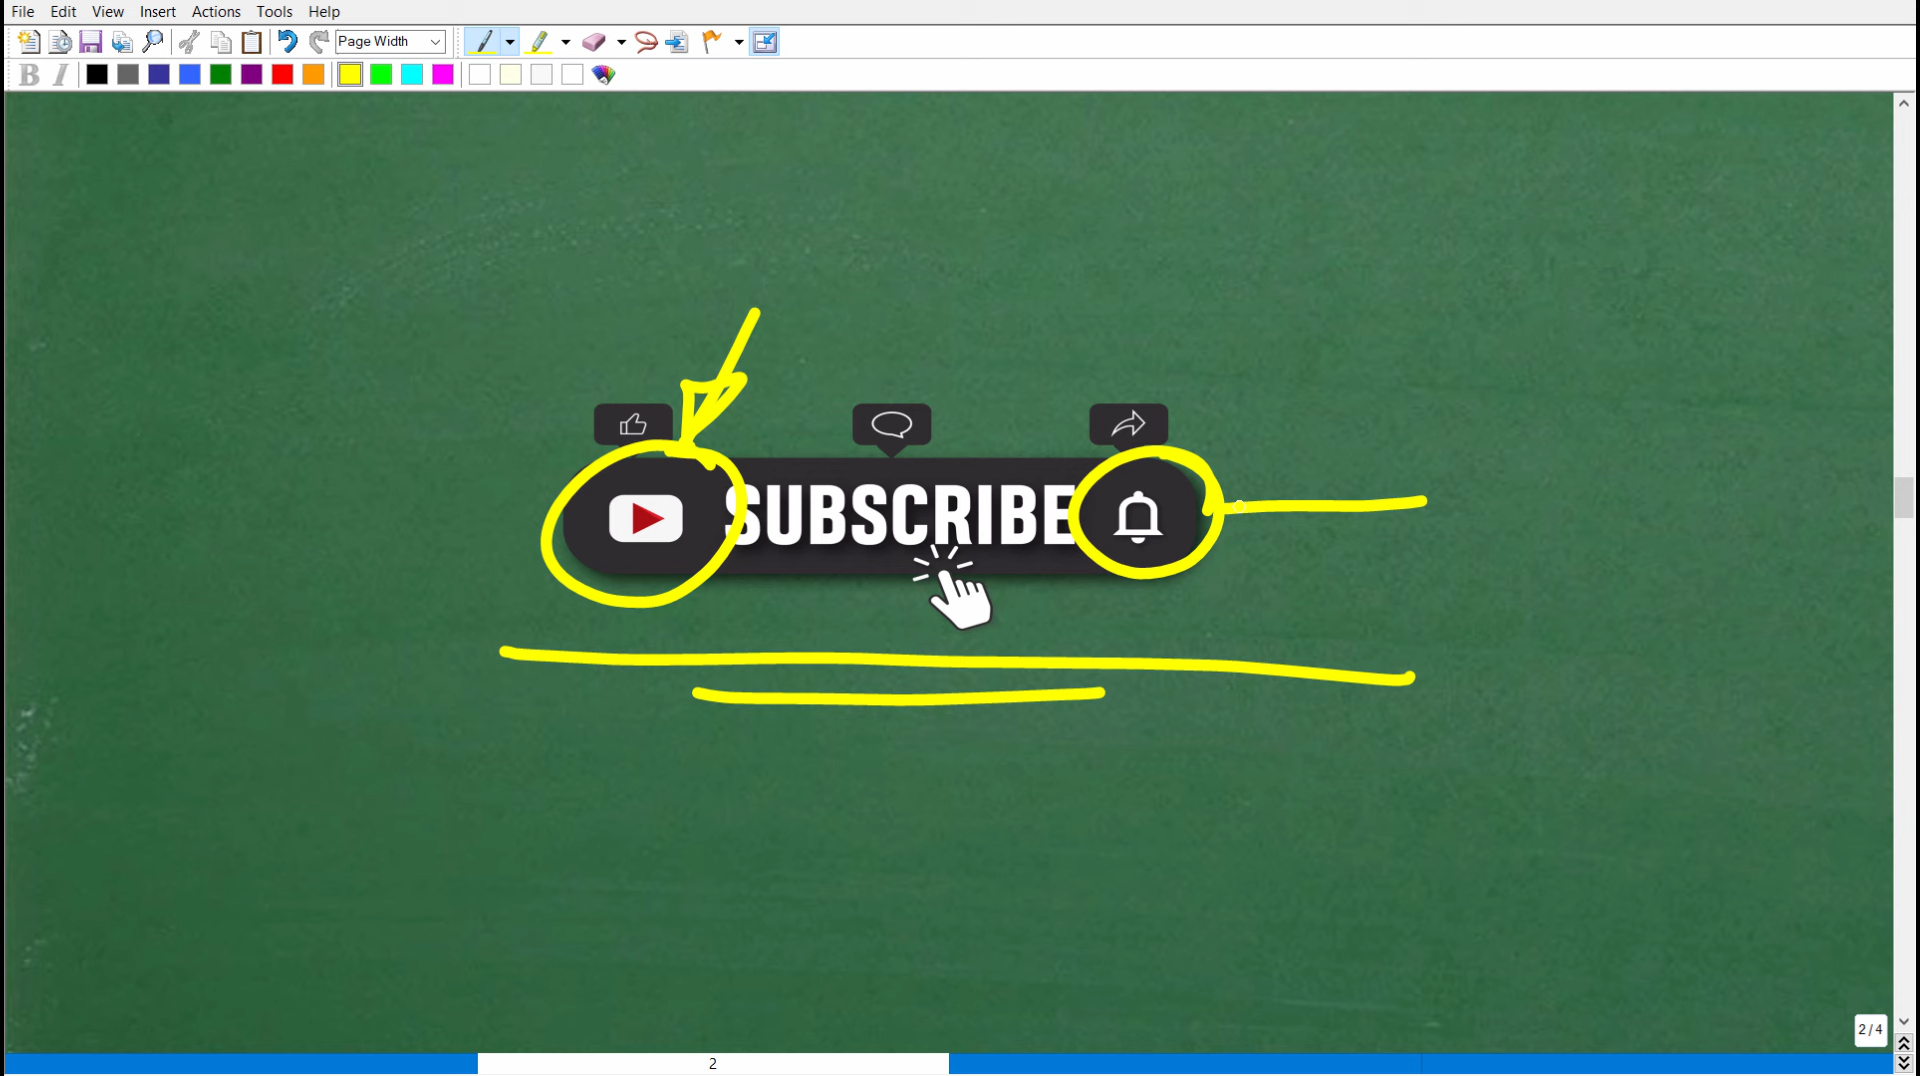 File Edit View Insert Actions Tools Help
Page Width
B I
SUBSCRIBE
2/4
2